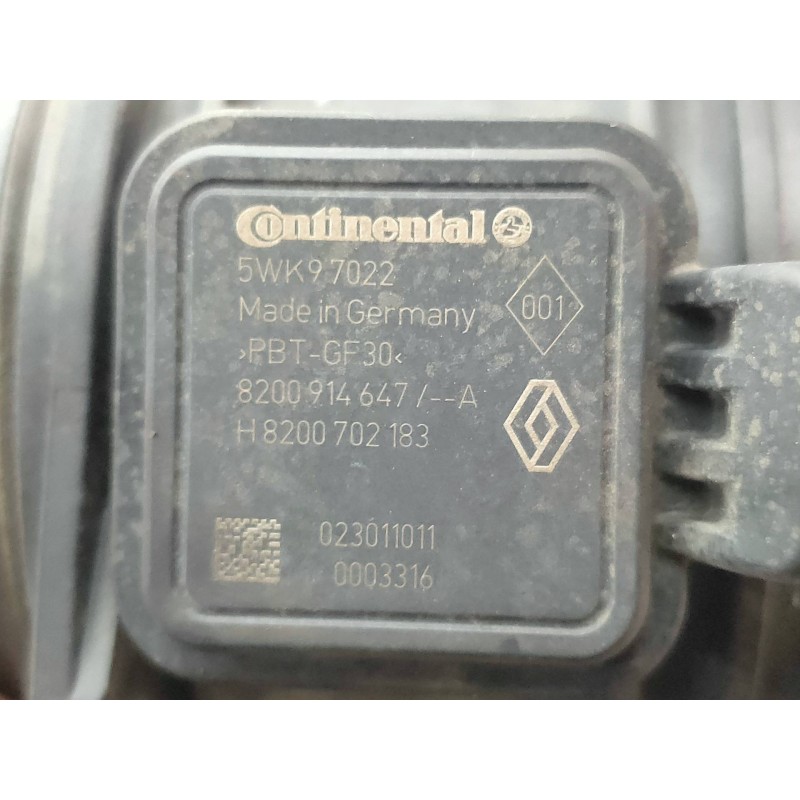 Continental
5WK9 7022
Made in Germany
001
>PBT-GF30<
8200 914 647 /--A
H 8200 702 183
023011011
0003316